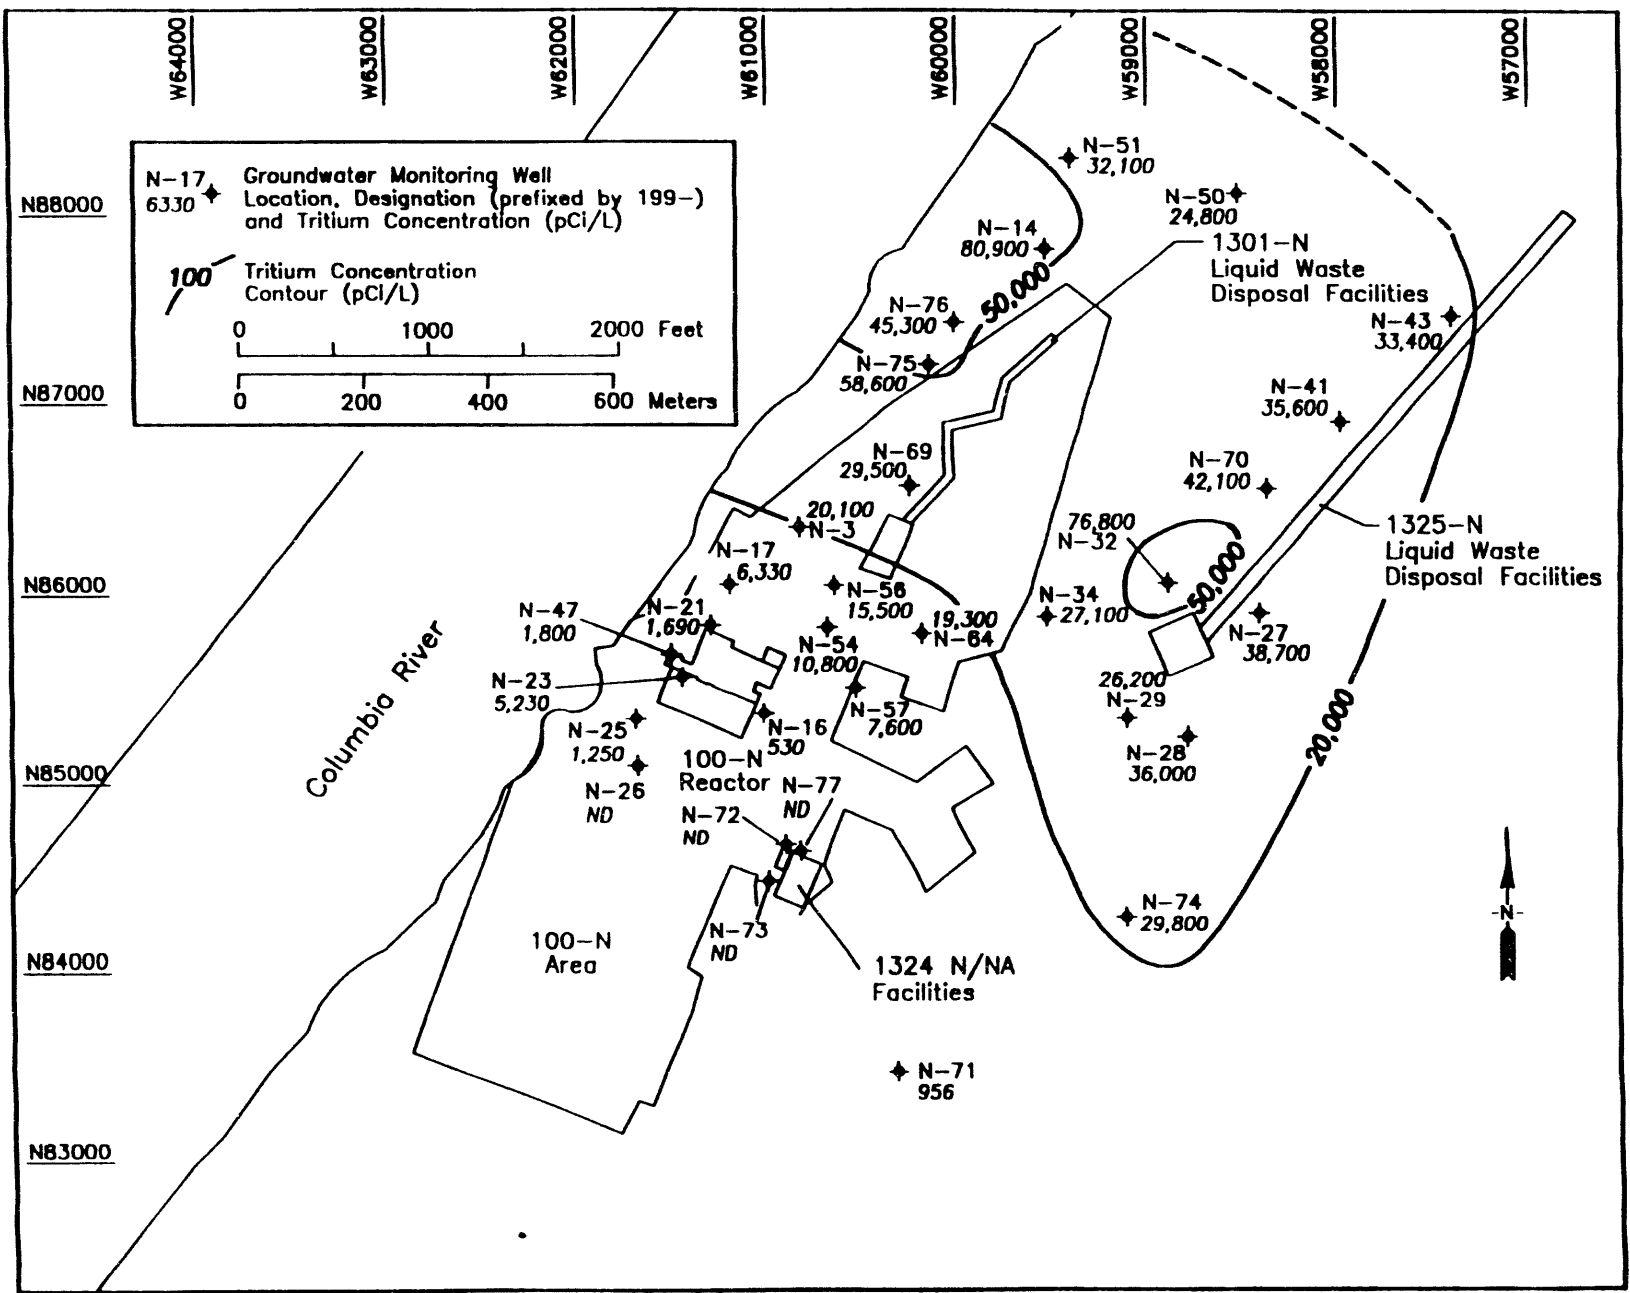 W64000
W63000
W62000
W61000
W60000
W59000
W58000
W57000
N-17
6330
Groundwater Monitoring Well
Location, Designation (prefixed by 199-)
and Tritium Concentration (pCi/L)
100
Tritium Concentration
Contour (pCi/L)
0 1000 2000 Feet
0 200 400 600 Meters
N88000
N87000
N86000
N85000
N84000
N83000
N-51
32,100
N-50
24,800
N-14
80,900
1301-N
Liquid Waste
Disposal Facilities
50,000
N-76
45,300
N-43
33,400
N-75
58,600
N-41
35,600
N-69
29,500
N-70
42,100
20,100
N-3
76,800
N-32
1325-N
Liquid Waste
Disposal Facilities
50,000
N-17
6,330
N-56
15,500
N-34
27,100
N-47
1,800
N-21
1,690
19,300
N-64
N-27
38,700
N-54
10,800
N-23
5,230
26,200
N-29
N-57
7,600
N-25
1,250
N-16
530
N-28
36,000
20,000
Columbia River
100-N
Reactor
N-26
ND
N-77
ND
N-72
ND
N-74
29,800
N-73
ND
100-N
Area
1324 N/NA
Facilities
-N-
N-71
956